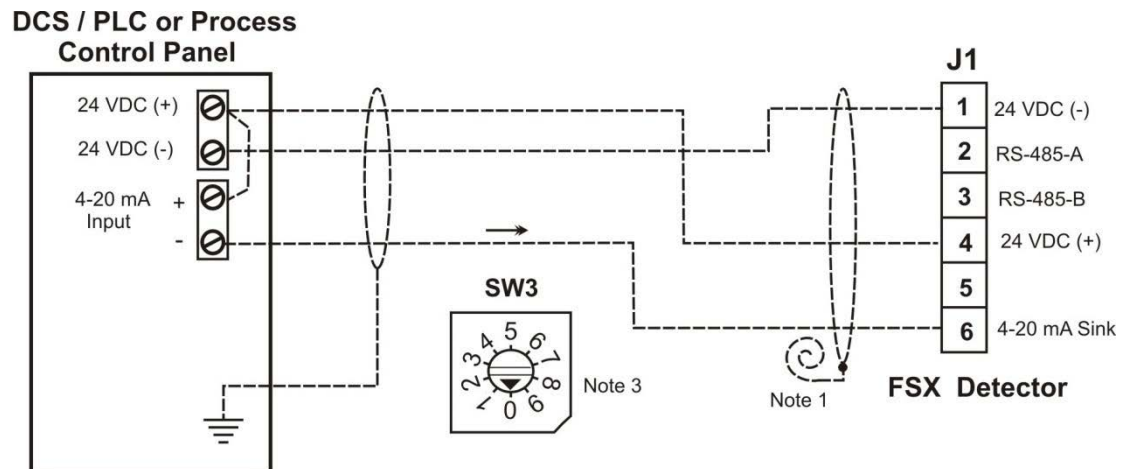 DCS / PLC or Process
Control Panel
24 VDC (+)
24 VDC (-)
4-20 mA +
Input
-
SW3
0 1 2 3 4 5 6 7 8 9
Note 3
Note 1
J1
1 24 VDC (-)
2 RS-485-A
3 RS-485-B
4 24 VDC (+)
5
6 4-20 mA Sink
FSX Detector